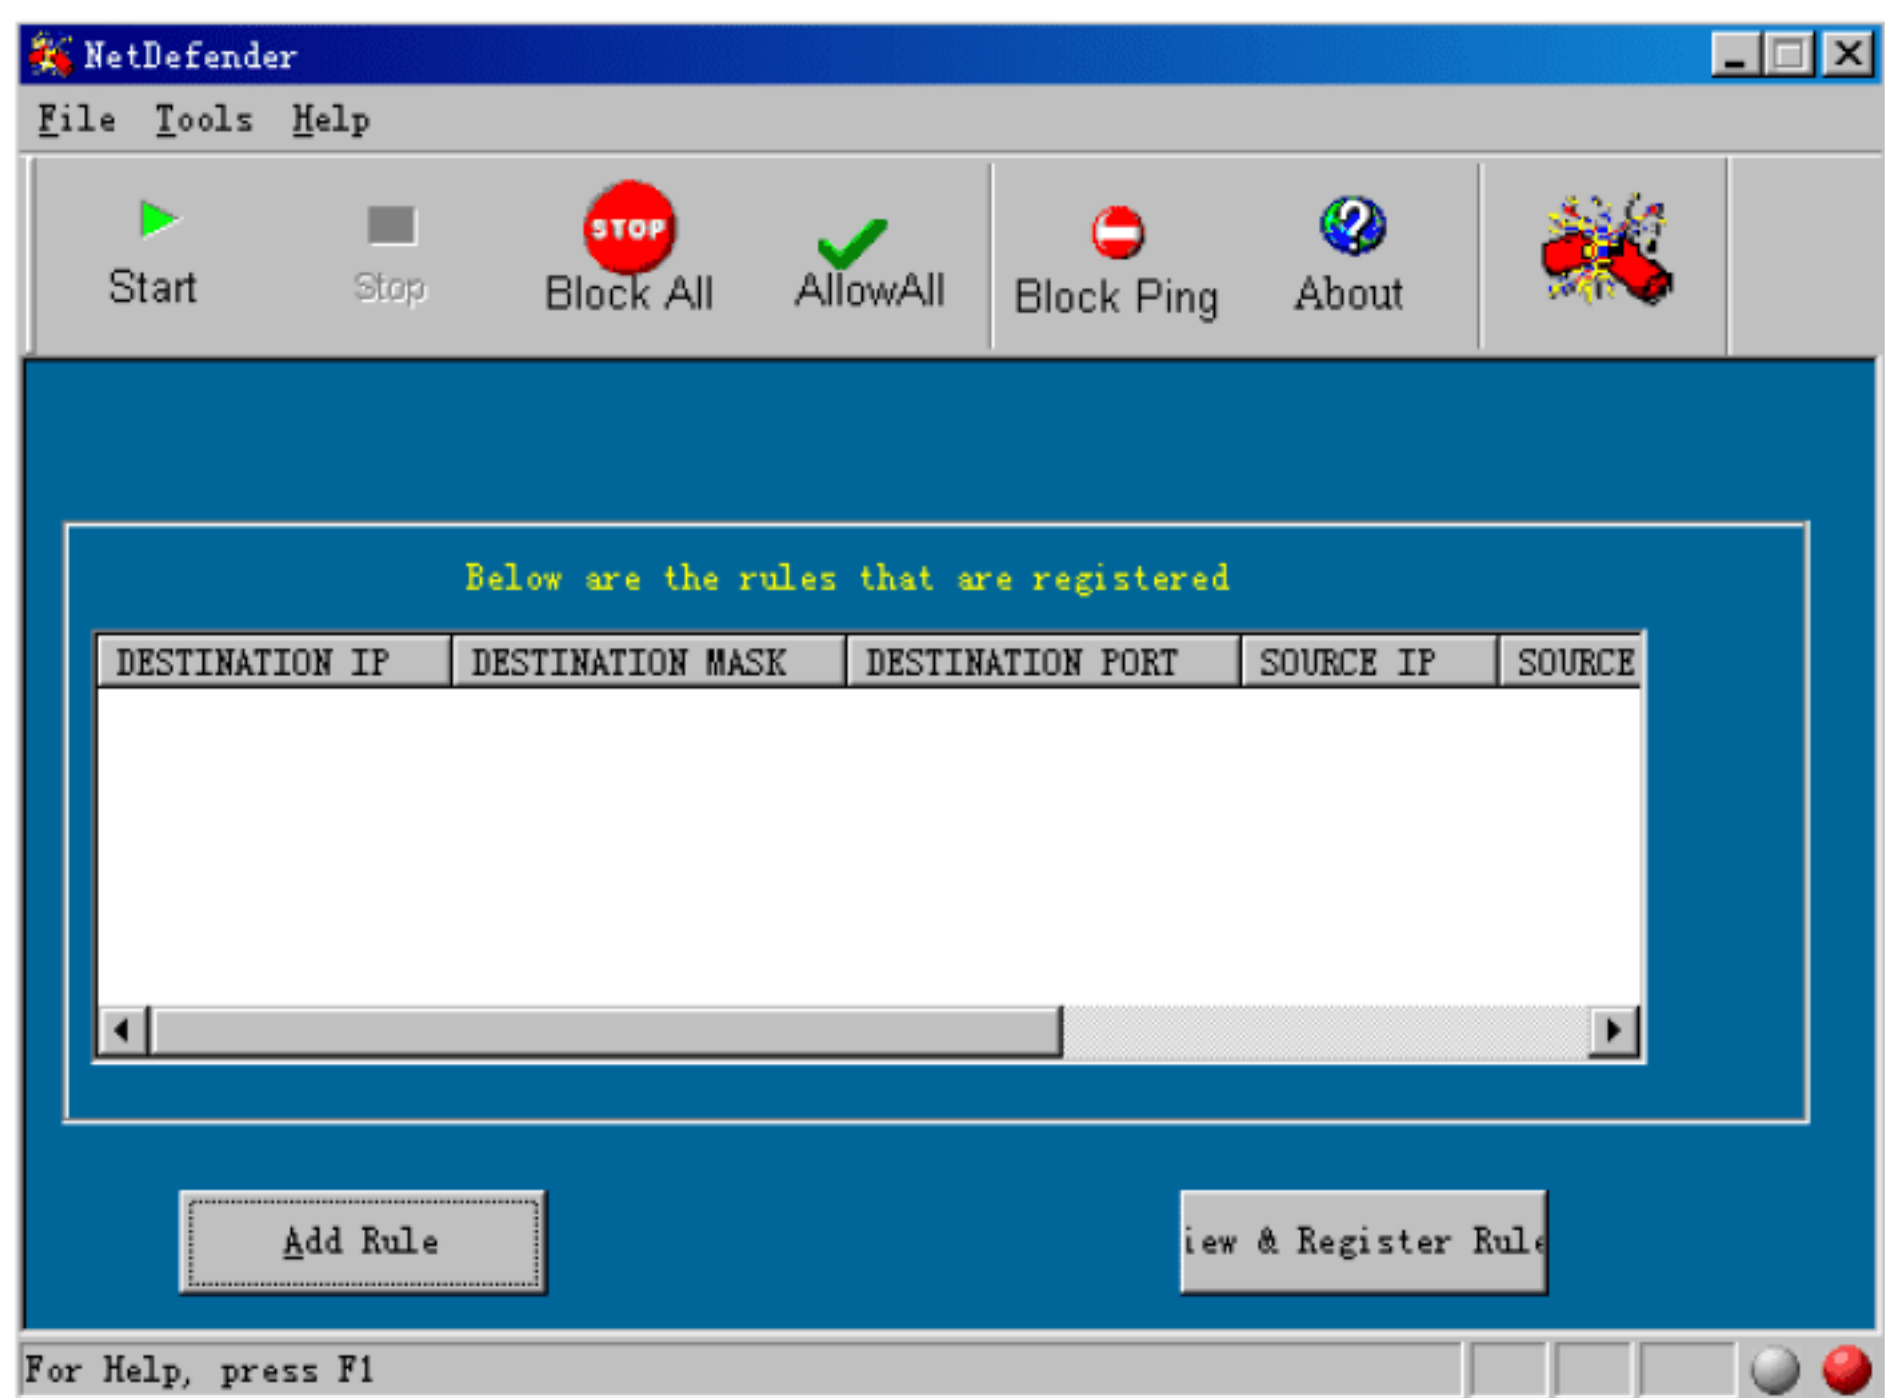 NetDefender
File Tools Help
STOP
Start Stop Block All AllowAll Block Ping About
Below are the rules that are registered
DESTINATION IP DESTINATION MASK DESTINATION PORT SOURCE IP SOURCE
Add Rule iew & Register Rule
For Help, press F1